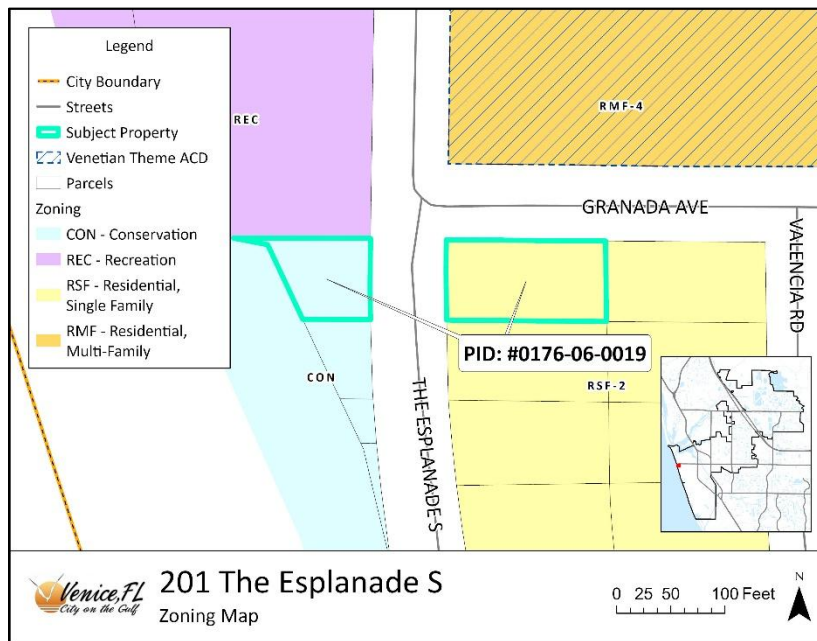 Legend
City Boundary
Streets
Subject Property
Venetian Theme ACD
Parcels
Zoning
CON - Conservation
REC - Recreation
RSF - Residential,
Single Family
RMF - Residential,
Multi-Family
REC
RMF-4
GRANADA AVE
VALENCIA RD
PID: #0176-06-0019
CON
RSF-2
THE ESPLANADE S
Venice, FL
City on the Gulf
201 The Esplanade S
Zoning Map
0 25 50 100 Feet
N